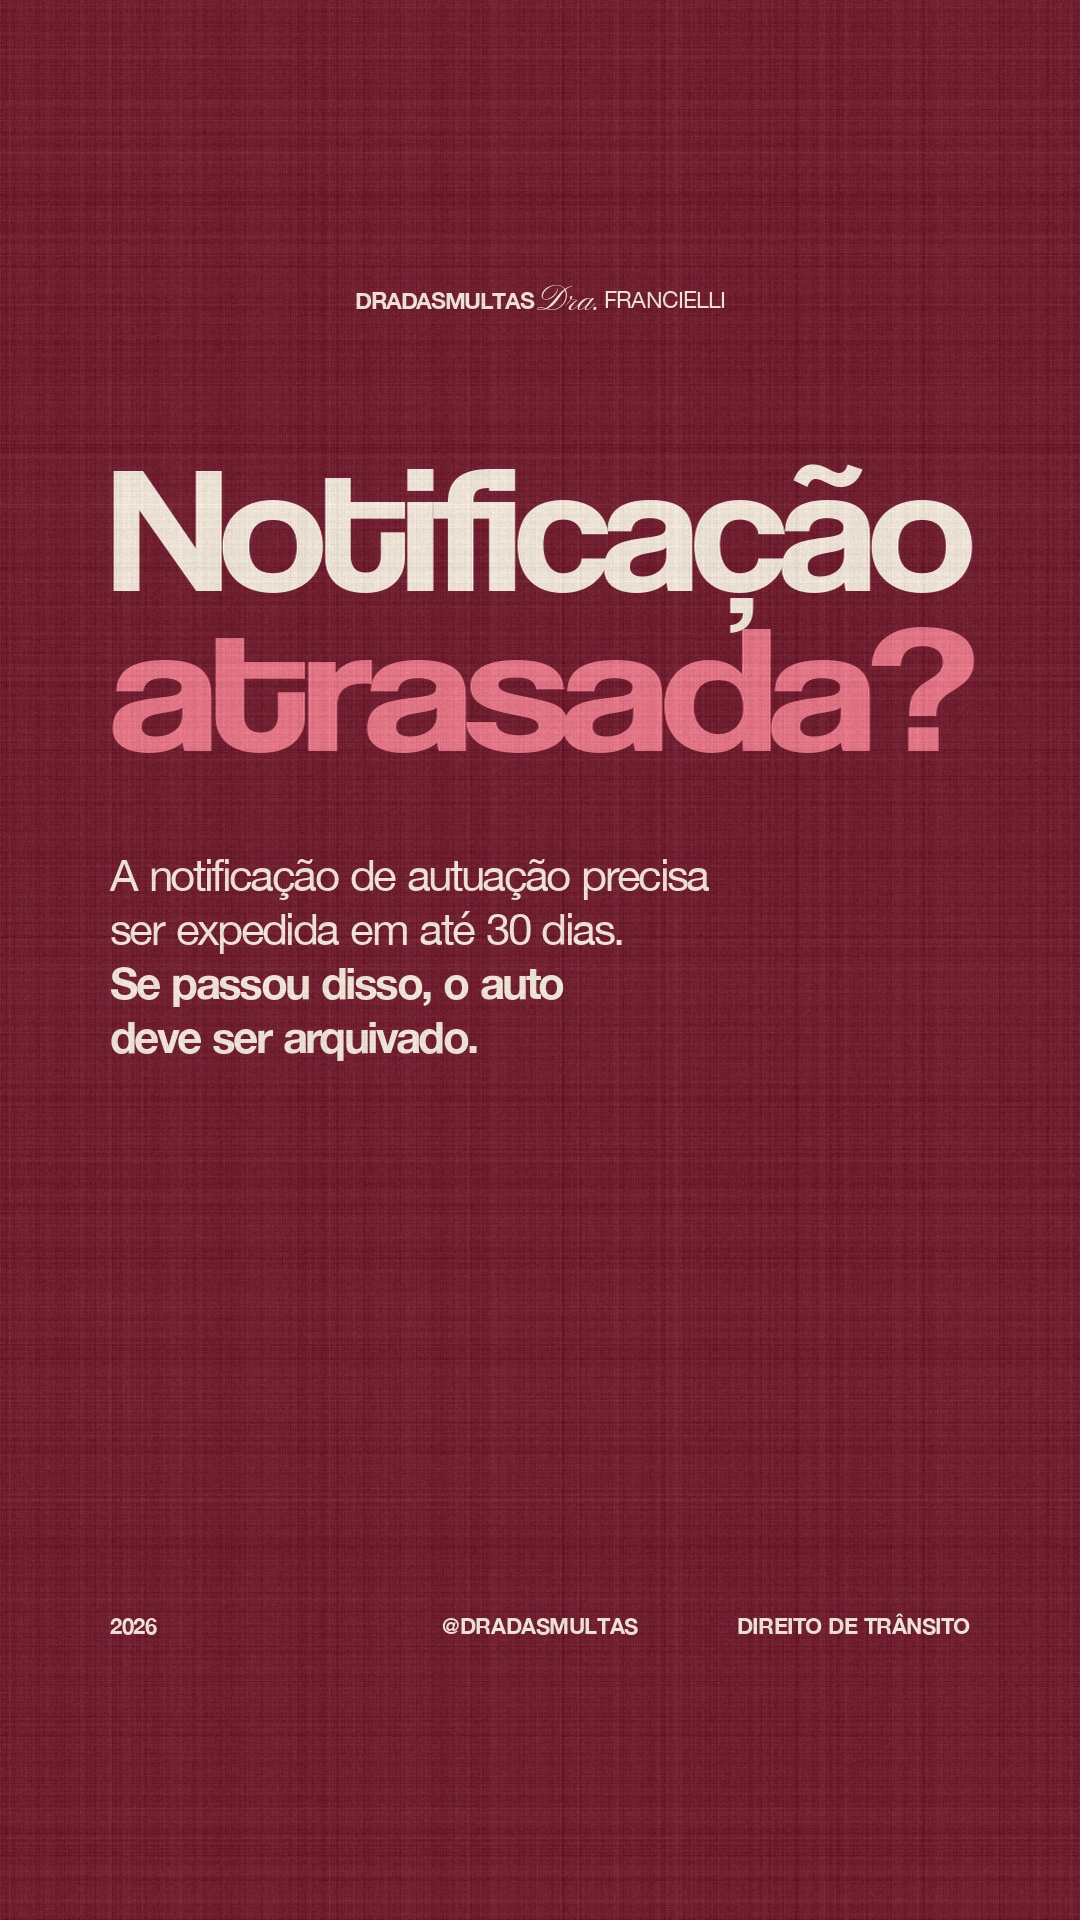 DRADASMULTAS Dra. FRANCIELLI
Notificação
atrasada?
A notificação de autuação precisa
ser expedida em até 30 dias.
Se passou disso, o auto
deve ser arquivado.
2026 @DRADASMULTAS DIREITO DE TRÂNSITO